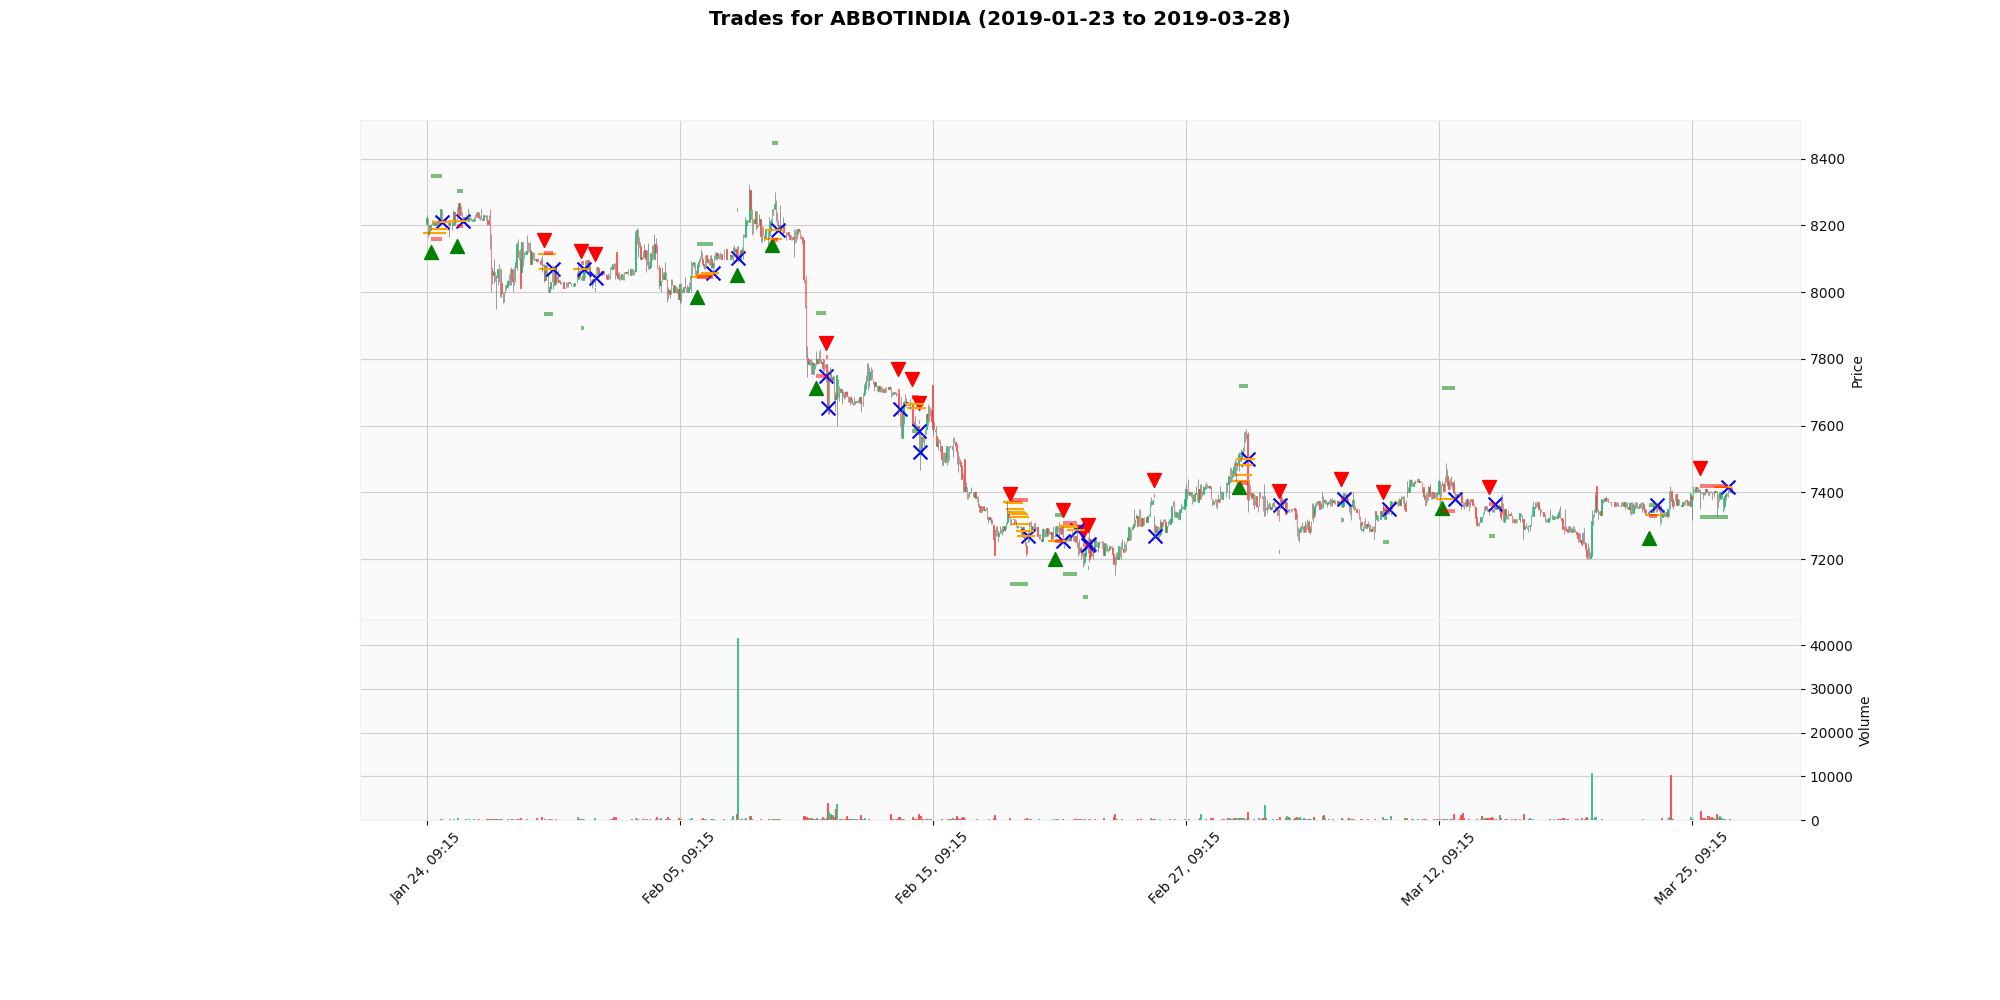 Trades for ABBOTINDIA (2019-01-23 to 2019-03-28)
8400
8200
8000
7800
7600
7400
7200
Price
40000
30000
20000
10000
0
Volume
Jan 24, 09:15
Feb 05, 09:15
Feb 15, 09:15
Feb 27, 09:15
Mar 12, 09:15
Mar 25, 09:15